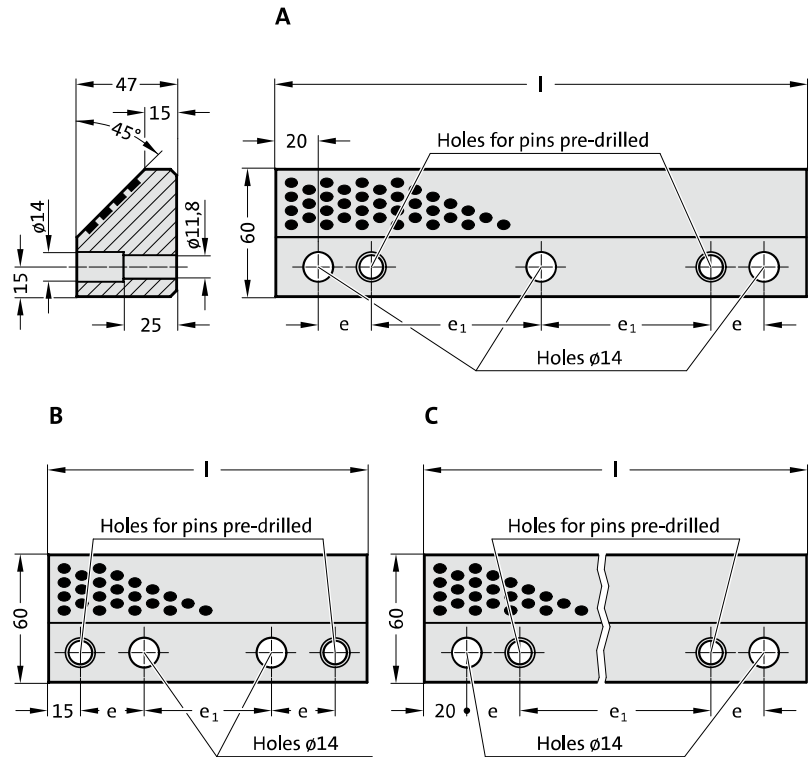 A
47
15
45°
ø14
ø11,8
15
25
l
20
Holes for pins pre-drilled
60
e
e₁
e₁
e
Holes ø14
B
l
Holes for pins pre-drilled
60
15
e
e₁
e
Holes ø14
C
l
Holes for pins pre-drilled
60
20
e
e₁
e
Holes ø14